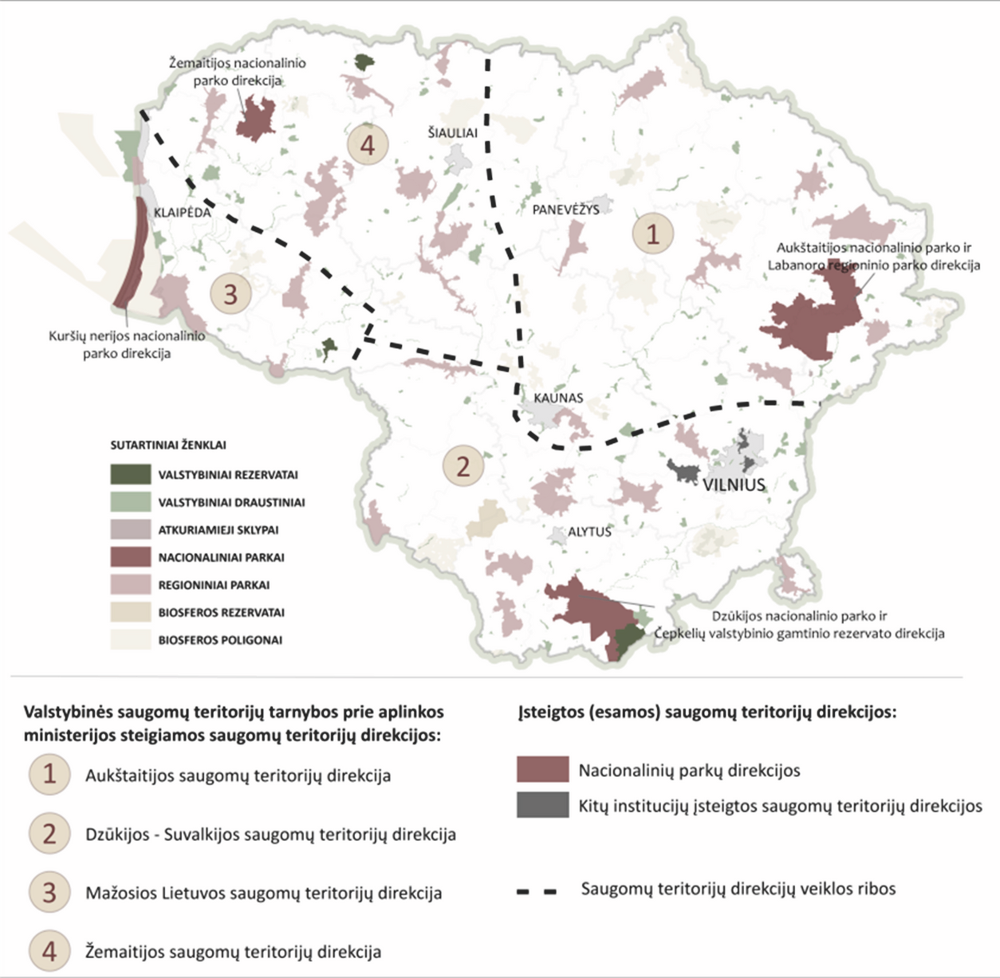 Žemaitijos nacionalinio
parko direkcija
4
ŠIAULIAI
KLAIPĖDA
PANEVĖŽYS
1
Aukštaitijos nacionalinio parko ir
Labanoro regioninio parko direkcija
3
Kuršių nerijos nacionalinio
parko direkcija
KAUNAS
2
VILNIUS
ALYTUS
Dzūkijos nacionalinio parko ir
Čepkelių valstybinio gamtinio rezervato direkcija
SUTARTINIAI ŽENKLAI
VALSTYBINIAI REZERVATAI
VALSTYBINIAI DRAUSTINIAI
ATKURIAMIEJI SKLYPAI
NACIONALINIAI PARKAI
REGIONINIAI PARKAI
BIOSFEROS REZERVATAI
BIOSFEROS POLIGONAI
Valstybinės saugomų teritorijų tarnybos prie aplinkos
ministerijos steigiamos saugomų teritorijų direkcijos:
1 Aukštaitijos saugomų teritorijų direkcija
2 Dzūkijos - Suvalkijos saugomų teritorijų direkcija
3 Mažosios Lietuvos saugomų teritorijų direkcija
4 Žemaitijos saugomų teritorijų direkcija
Įsteigtos (esamos) saugomų teritorijų direkcijos:
Nacionalinių parkų direkcijos
Kitų institucijų įsteigtos saugomų teritorijų direkcijos
Saugomų teritorijų direkcijų veiklos ribos